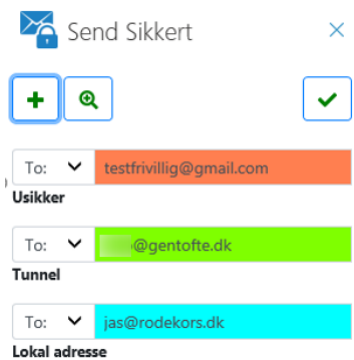 Send Sikkert
To: testfrivillig@gmail.com
Usikker
To: @gentofte.dk
Tunnel
To: jas@rodekors.dk
Lokal adresse